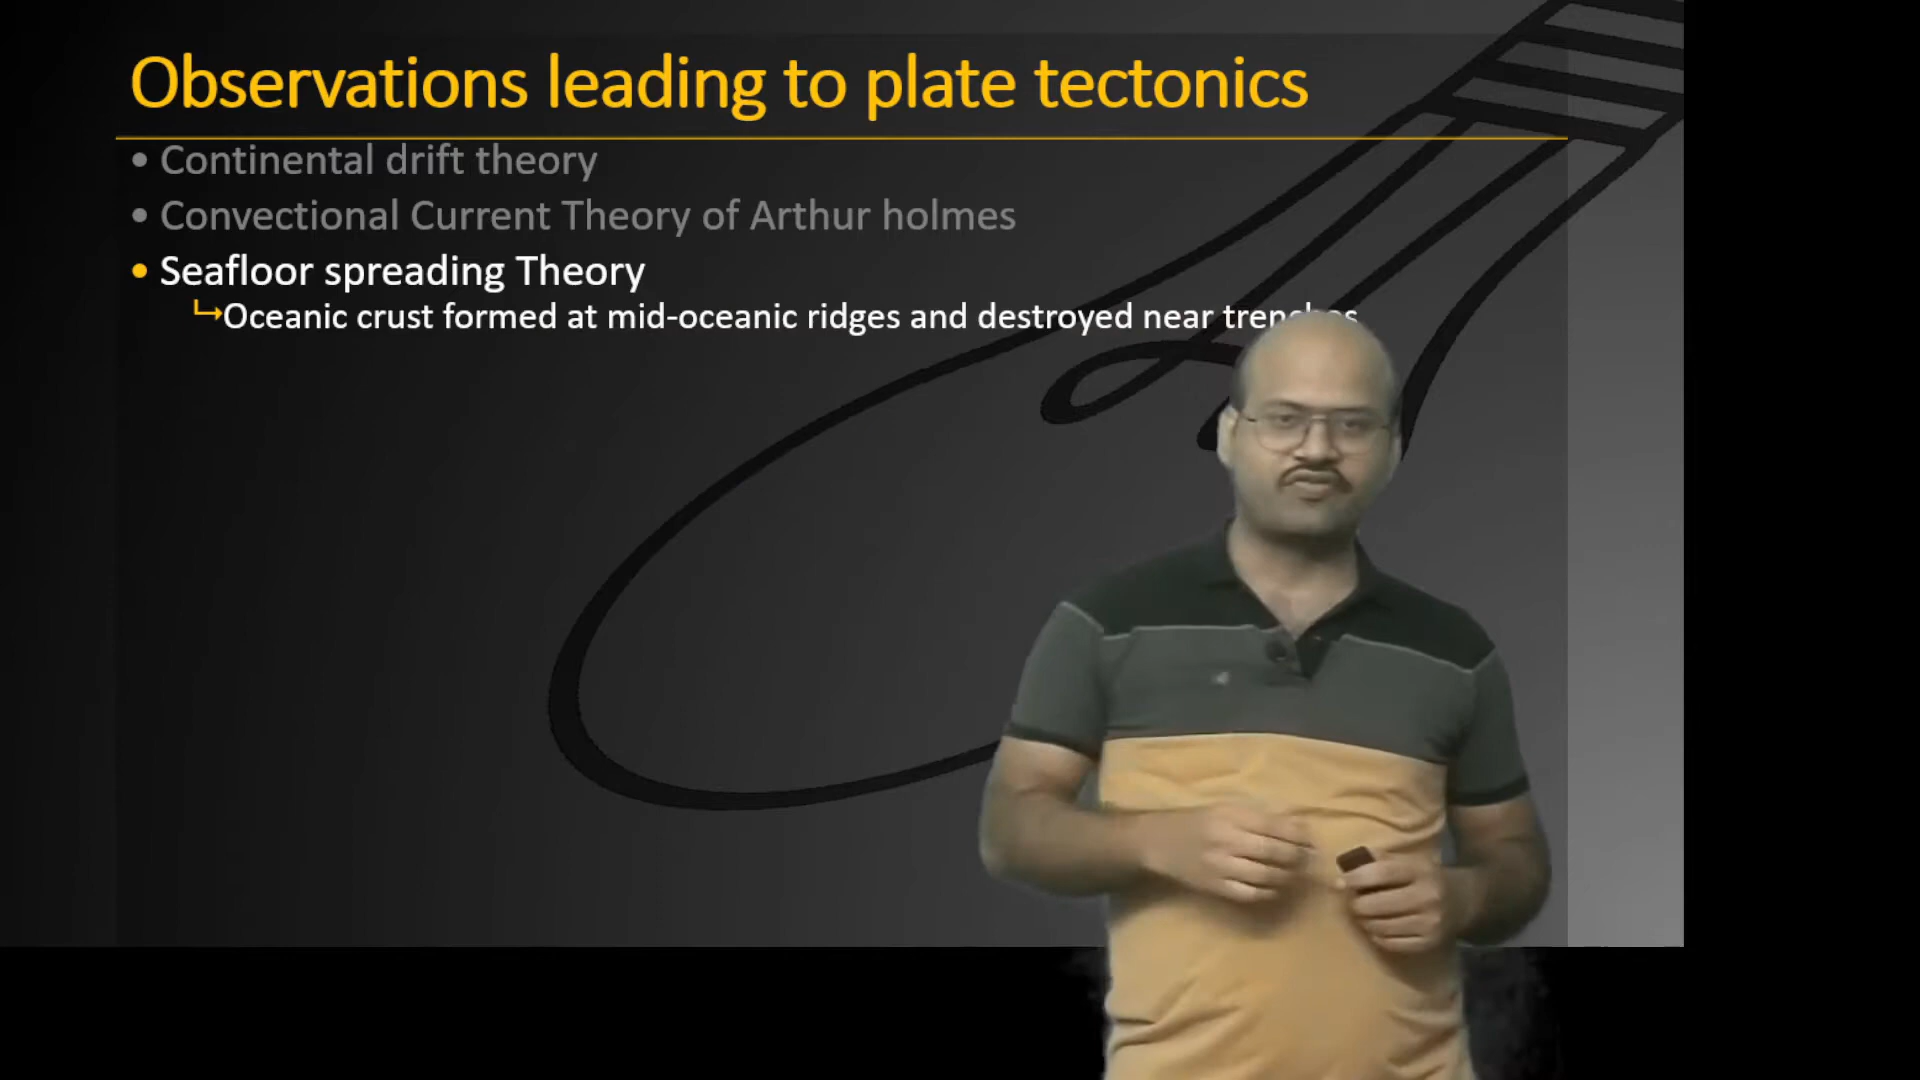 Observations leading to plate tectonics
• Continental drift theory
• Convectional Current Theory of Arthur holmes
• Seafloor spreading Theory
↳Oceanic crust formed at mid-oceanic ridges and destroyed near